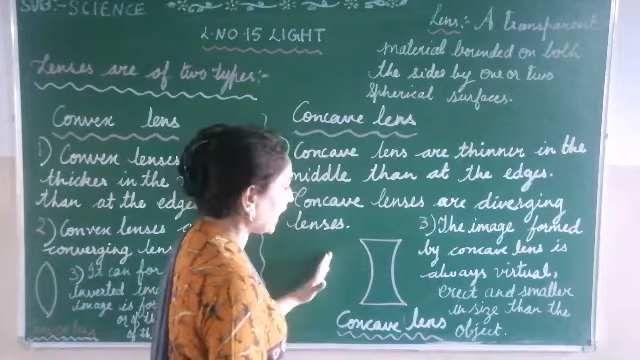 SUB:- SCIENCE
L.NO 15 LIGHT
Lens:- A transparent
material bounded on both
the sides by one or two
spherical surfaces.
Lenses are of two types:-
Convex lens
1) Convex lenses
thicker in the
than at the edges
2) Convex lenses
converging lens
3) It can for
Inverted
image is
of the
Concave lens
Concave lens are thinner in the
middle than at the edges.
Concave lenses are diverging
lenses.
3) The image formed
by concave lens is
always virtual,
erect and smaller
in size than the
object.
Concave lens